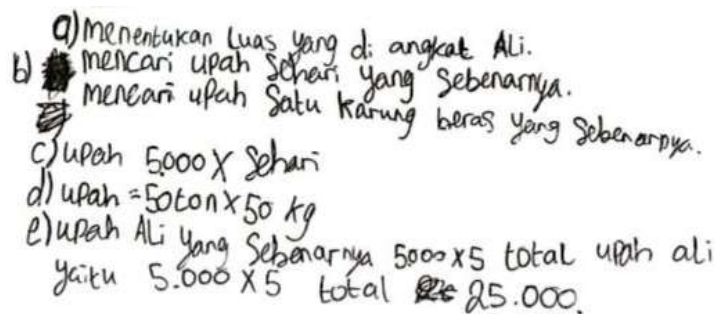 a) menentukan Luas yang di angkat Ali.
b) mencari upah Sehari yang Sebenarnya.
mencari upah Satu karung beras yang Sebenarnya.
c) upah 5.000 X Sehari
d) upah = 50 ton X 50 kg
e) upah ALi yang Sebenarnya 5000 x 5 total upah ali
yaitu 5.000 X 5 total 25.000.